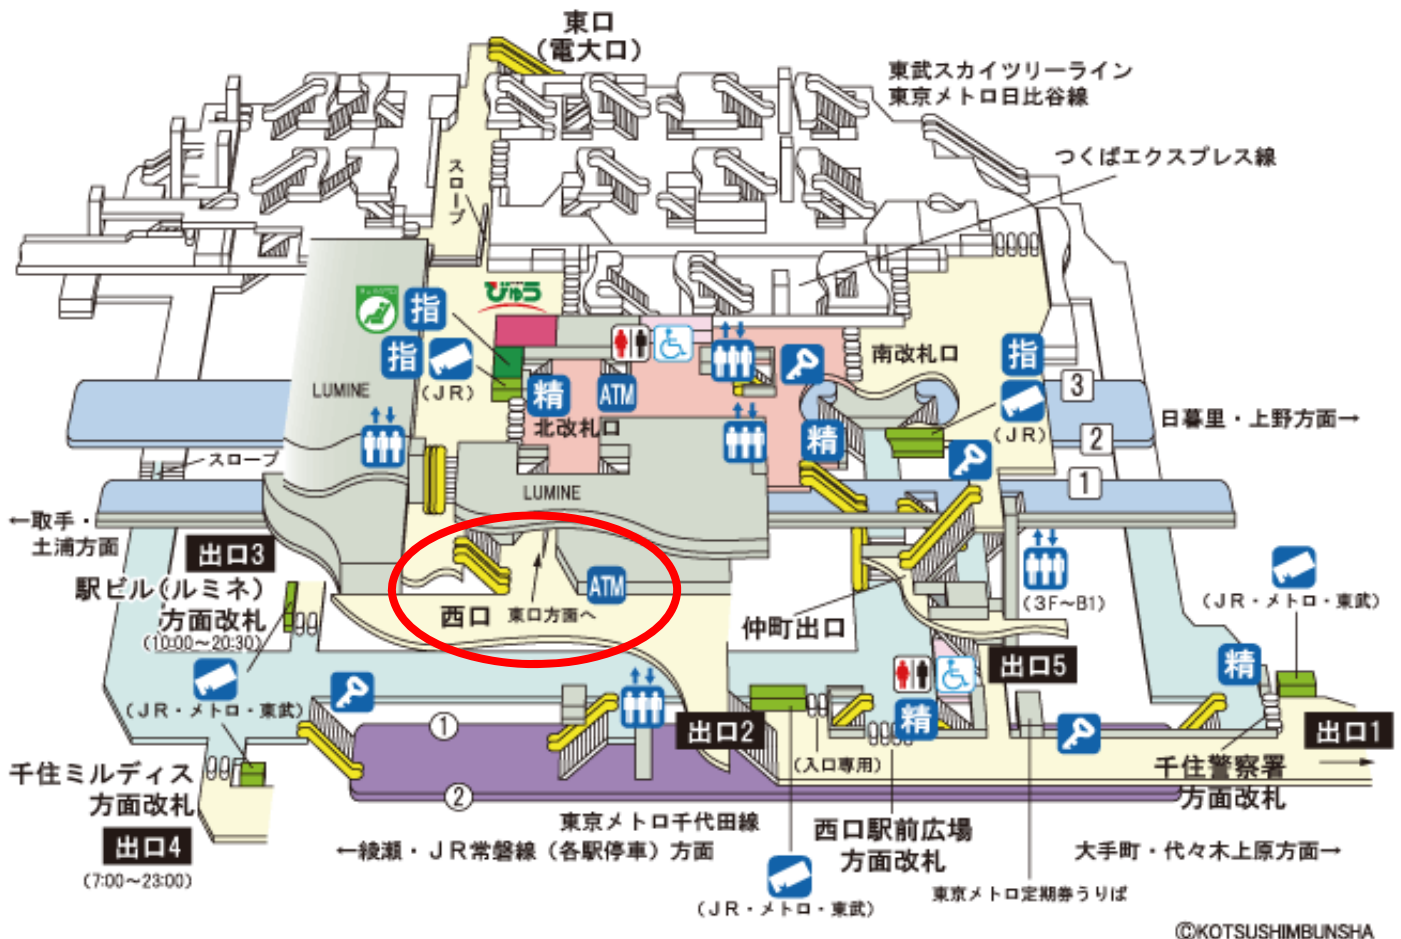 東口
（電大口）
東武スカイツリーライン
東京メトロ日比谷線
つくばエクスプレス線
スロープ
びゅう
指
指
(JR)
精
ATM
北改札口
南改札口
指
(JR)
精
LUMINE
LUMINE
スロープ
3
2
1
日暮里・上野方面→
←取手・
土浦方面
出口3
駅ビル(ルミネ)
方面改札
(10:00～20:30)
(JR・メトロ・東武)
西口
東口方面へ
ATM
仲町出口
(3F～B1)
出口5
(JR・メトロ・東武)
精
出口1
千住警察署
方面改札
①
②
出口2
精
(入口専用)
千住ミルディス
方面改札
出口4
(7:00～23:00)
東京メトロ千代田線
←綾瀬・JR常磐線（各駅停車）方面
西口駅前広場
方面改札
(JR・メトロ・東武)
東京メトロ定期券うりば
大手町・代々木上原方面→
©KOTSUSHIMBUNSHA